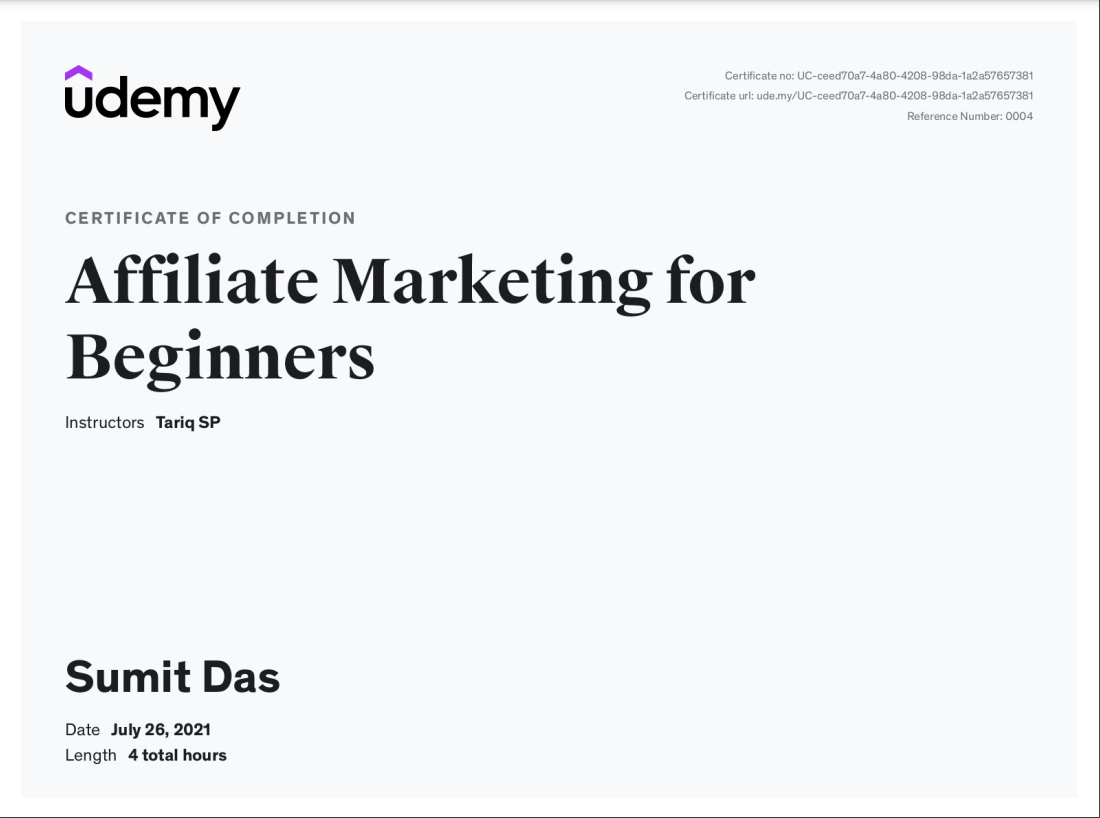 udemy
Certificate no: UC-ceed70a7-4a80-4208-98da-1a2a57657381
Certificate url: ude.my/UC-ceed70a7-4a80-4208-98da-1a2a57657381
Reference Number: 0004
CERTIFICATE OF COMPLETION
Affiliate Marketing for
Beginners
Instructors Tariq SP
Sumit Das
Date July 26, 2021
Length 4 total hours